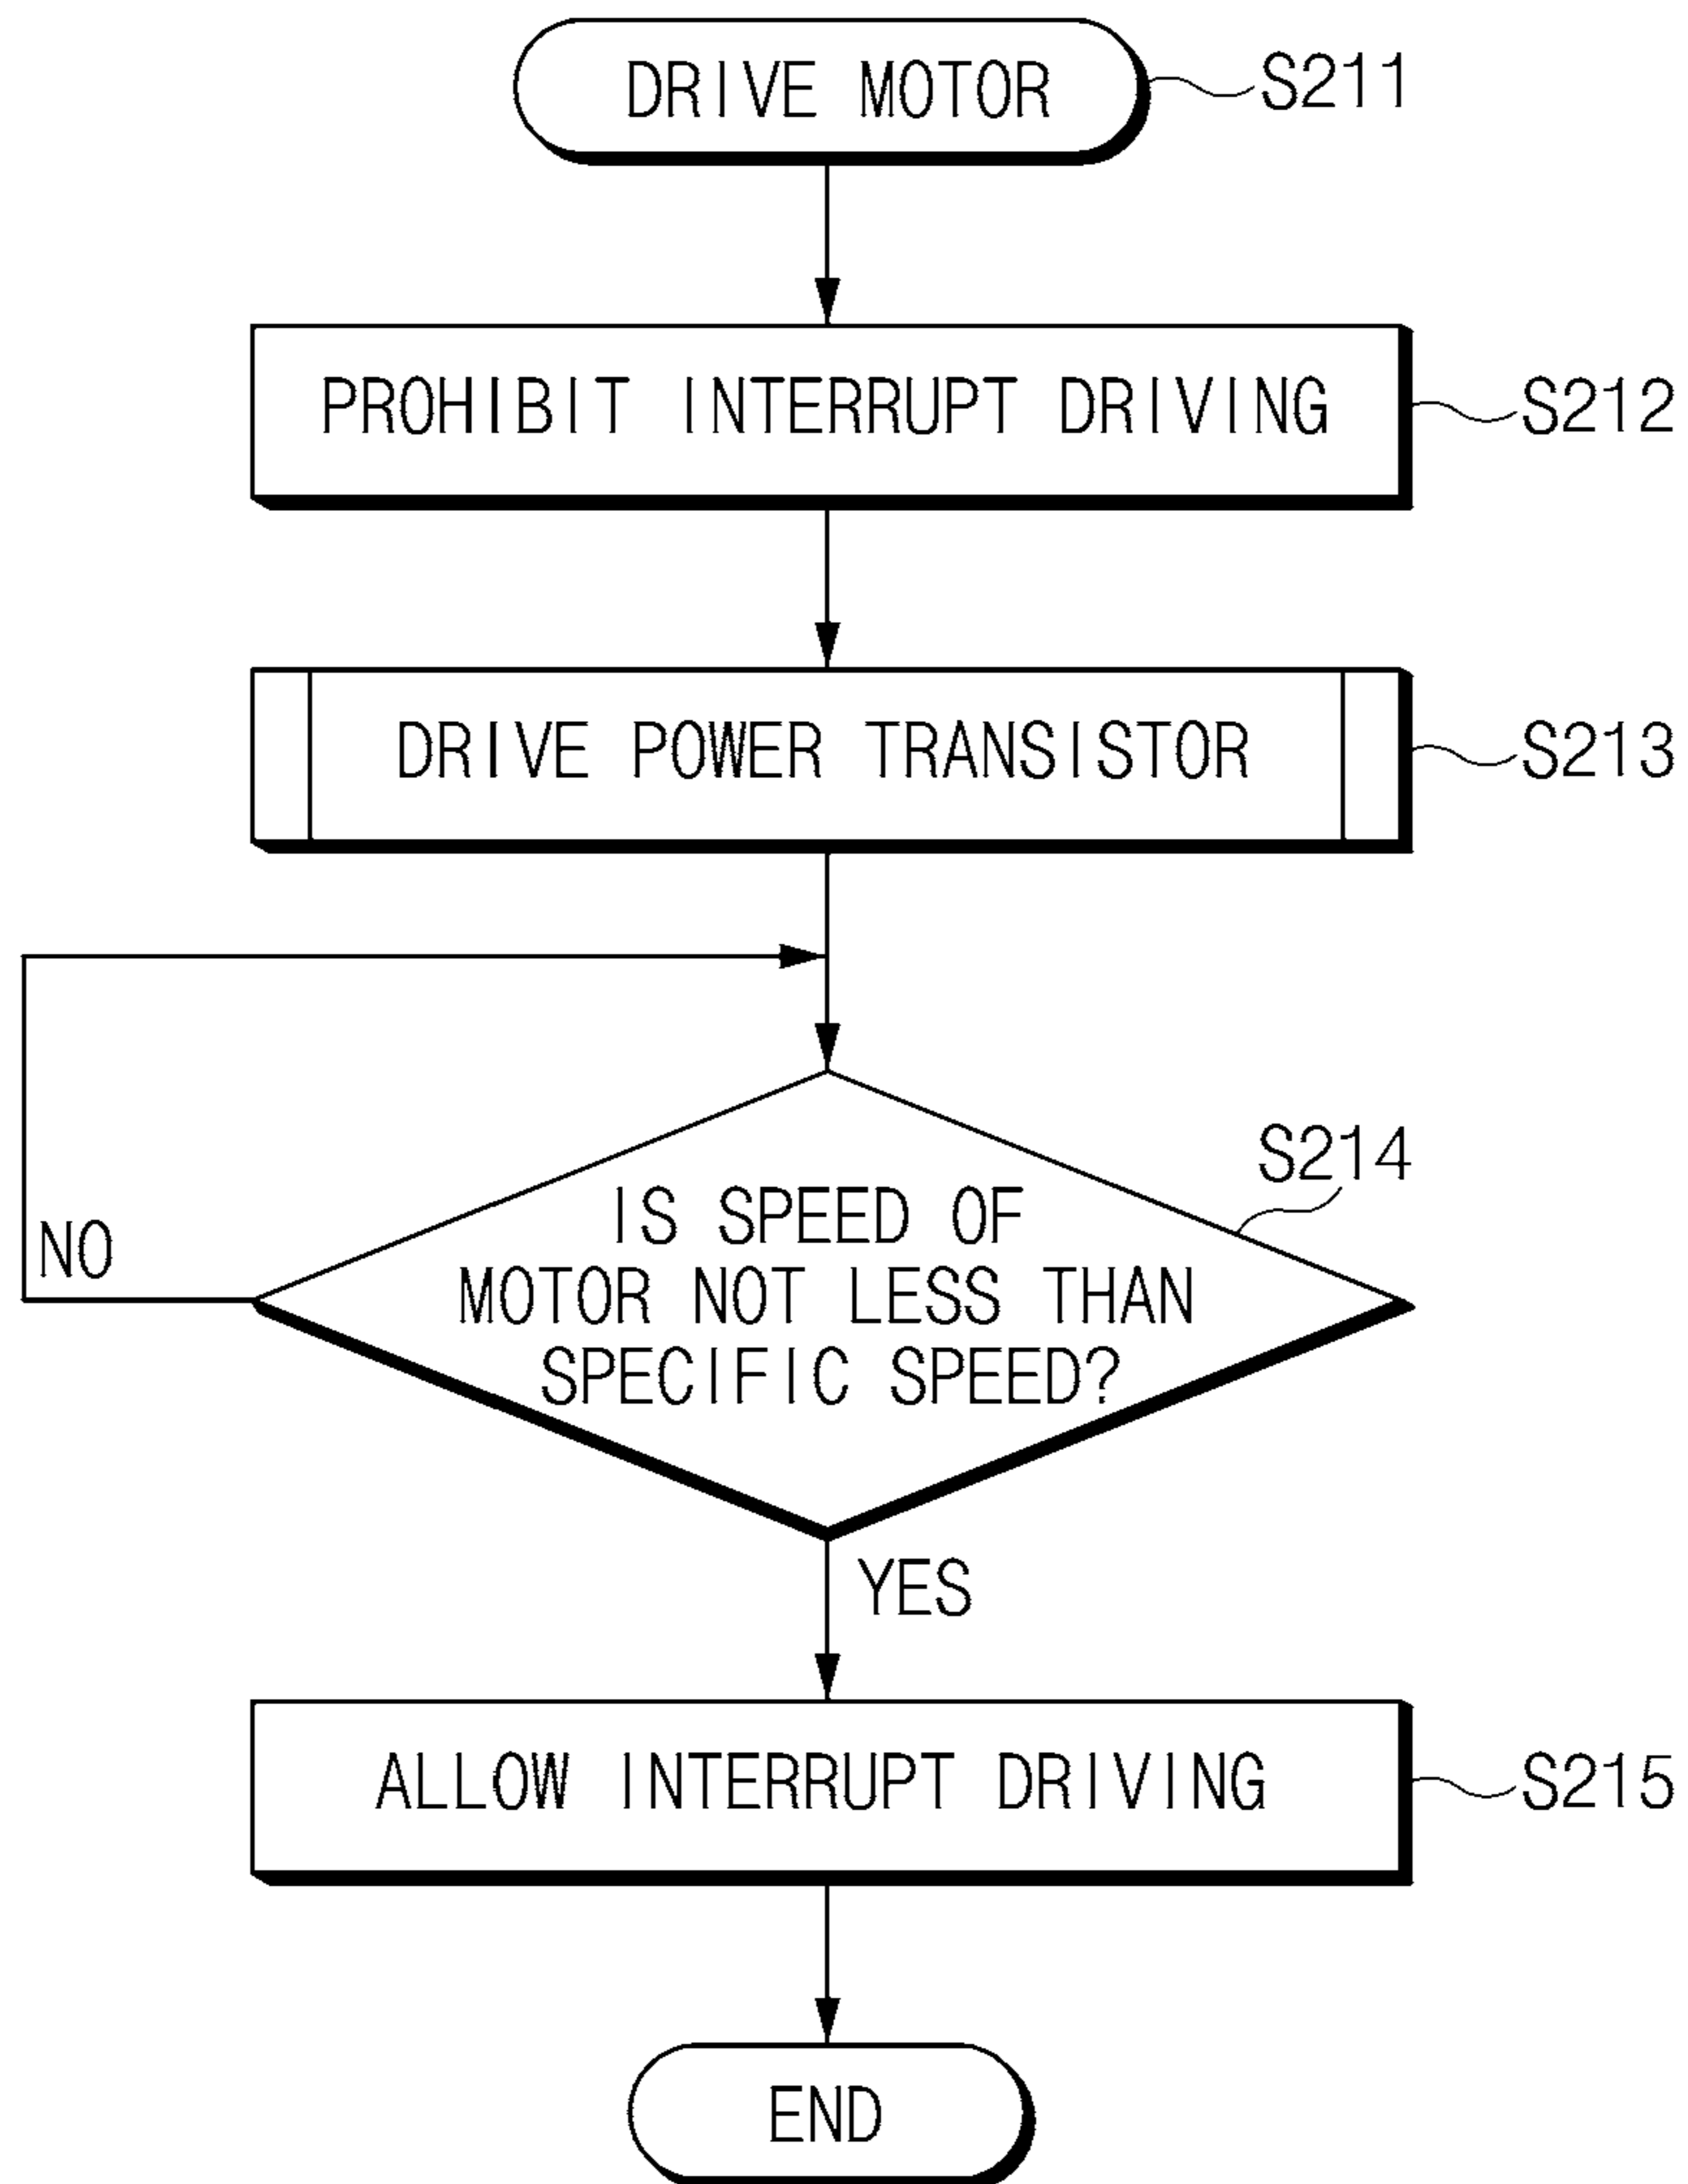 DRIVE MOTOR
S211
PROHIBIT INTERRUPT DRIVING
S212
DRIVE POWER TRANSISTOR
S213
S214
IS SPEED OF
MOTOR NOT LESS THAN
SPECIFIC SPEED?
NO
YES
ALLOW INTERRUPT DRIVING
S215
END